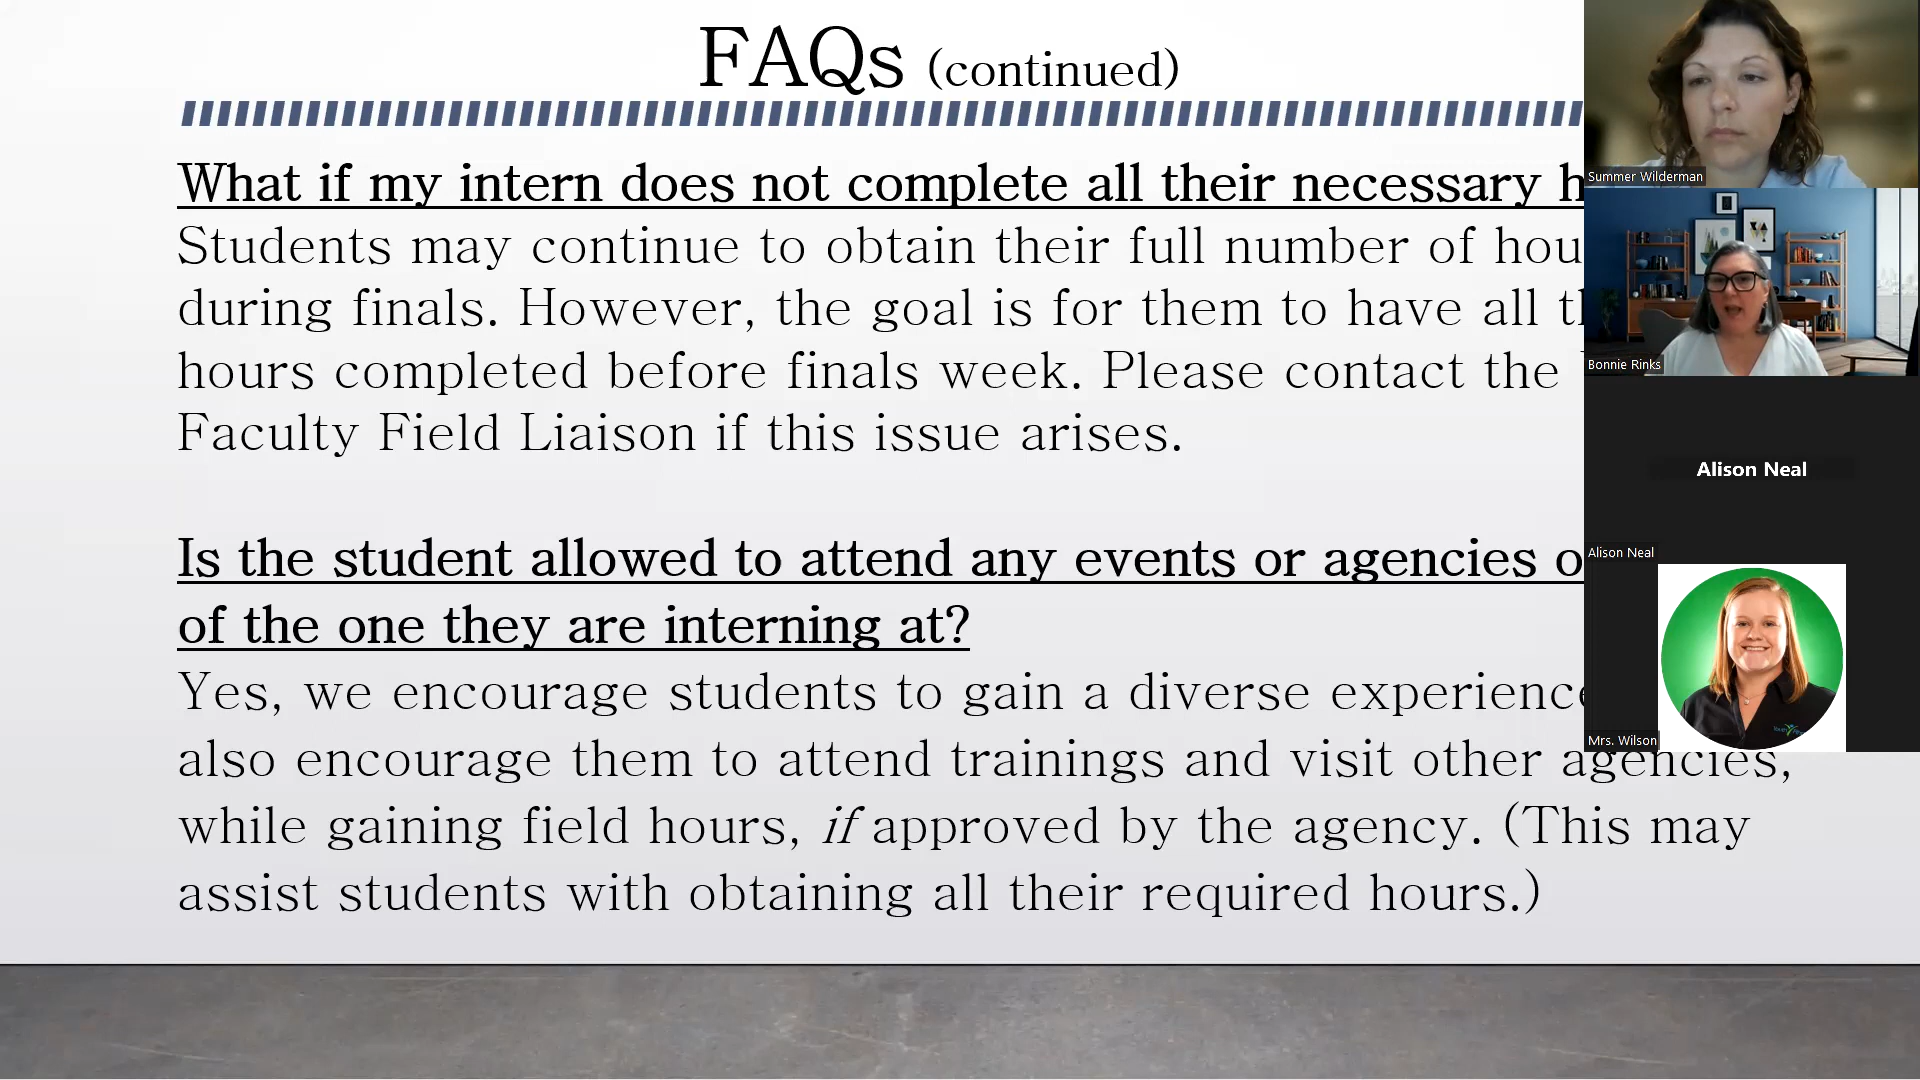 FAQs (continued)
What if my intern does not complete all their necessary
Students may continue to obtain their full number of
during finals. However, the goal is for them to have all
hours completed before finals week. Please contact the
Faculty Field Liaison if this issue arises.
Is the student allowed to attend any events or agencies
of the one they are interning at?
Yes, we encourage students to gain a diverse
also encourage them to attend trainings and visit other agencies,
while gaining field hours, if approved by the agency. (This may
assist students with obtaining all their required hours.)
Summer Wilderman
Bonnie Rinks
Alison Neal
Alison Neal
Mrs. Wilson